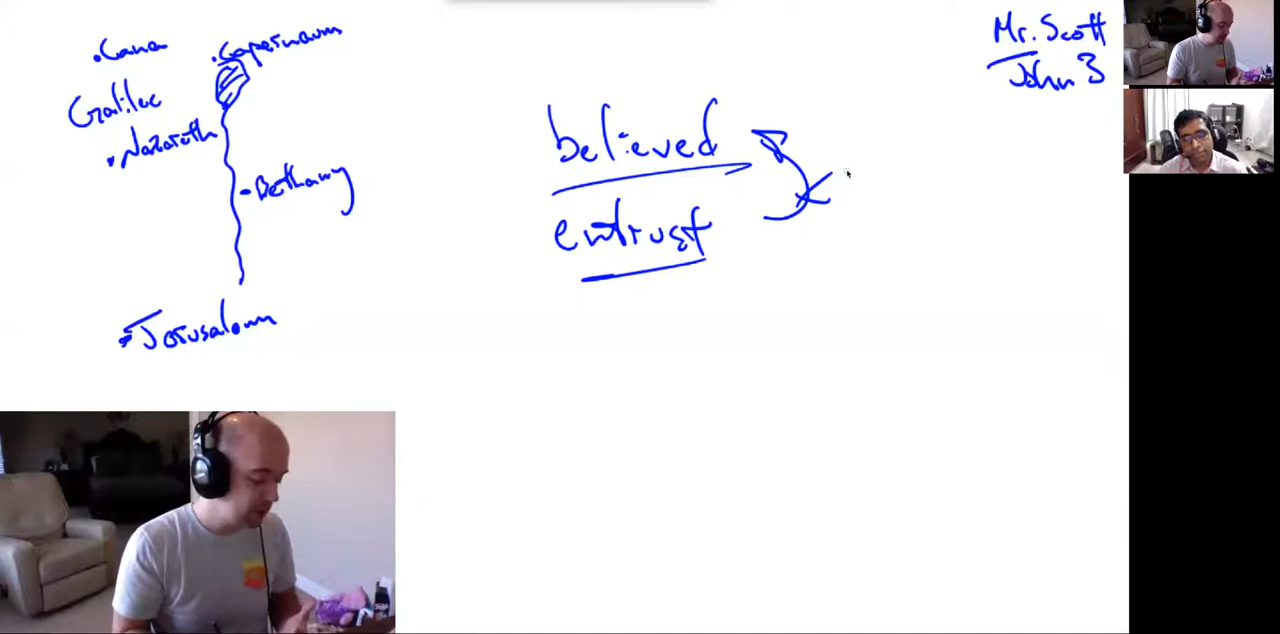 .Cana
.Capernaum
Galilee
.Nazareth
.Bethany
.Jerusalem
believed
entrust
Mr. Scott
John 3